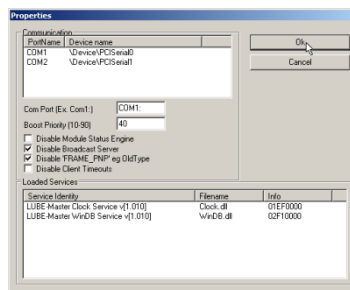 Properties
Communication
PortName Device name
COM1 \Device\PCISerial0
COM2 \Device\PCISerial1
Ok
Cancel
Com Port (Ex. Com1:) COM1:
Boost Priority (10-90) 40
Disable Module Status Engine
Disable Broadcast Server
Disable 'FRAME_PNP' eg OldType
Disable Client Timeouts
Loaded Services
Service Identity Filename Info
LUBE-Master Clock Service v[1.010] Clock.dll 01EF0000
LUBE-Master WinDB Service v[1.010] WinDB.dll 02F10000